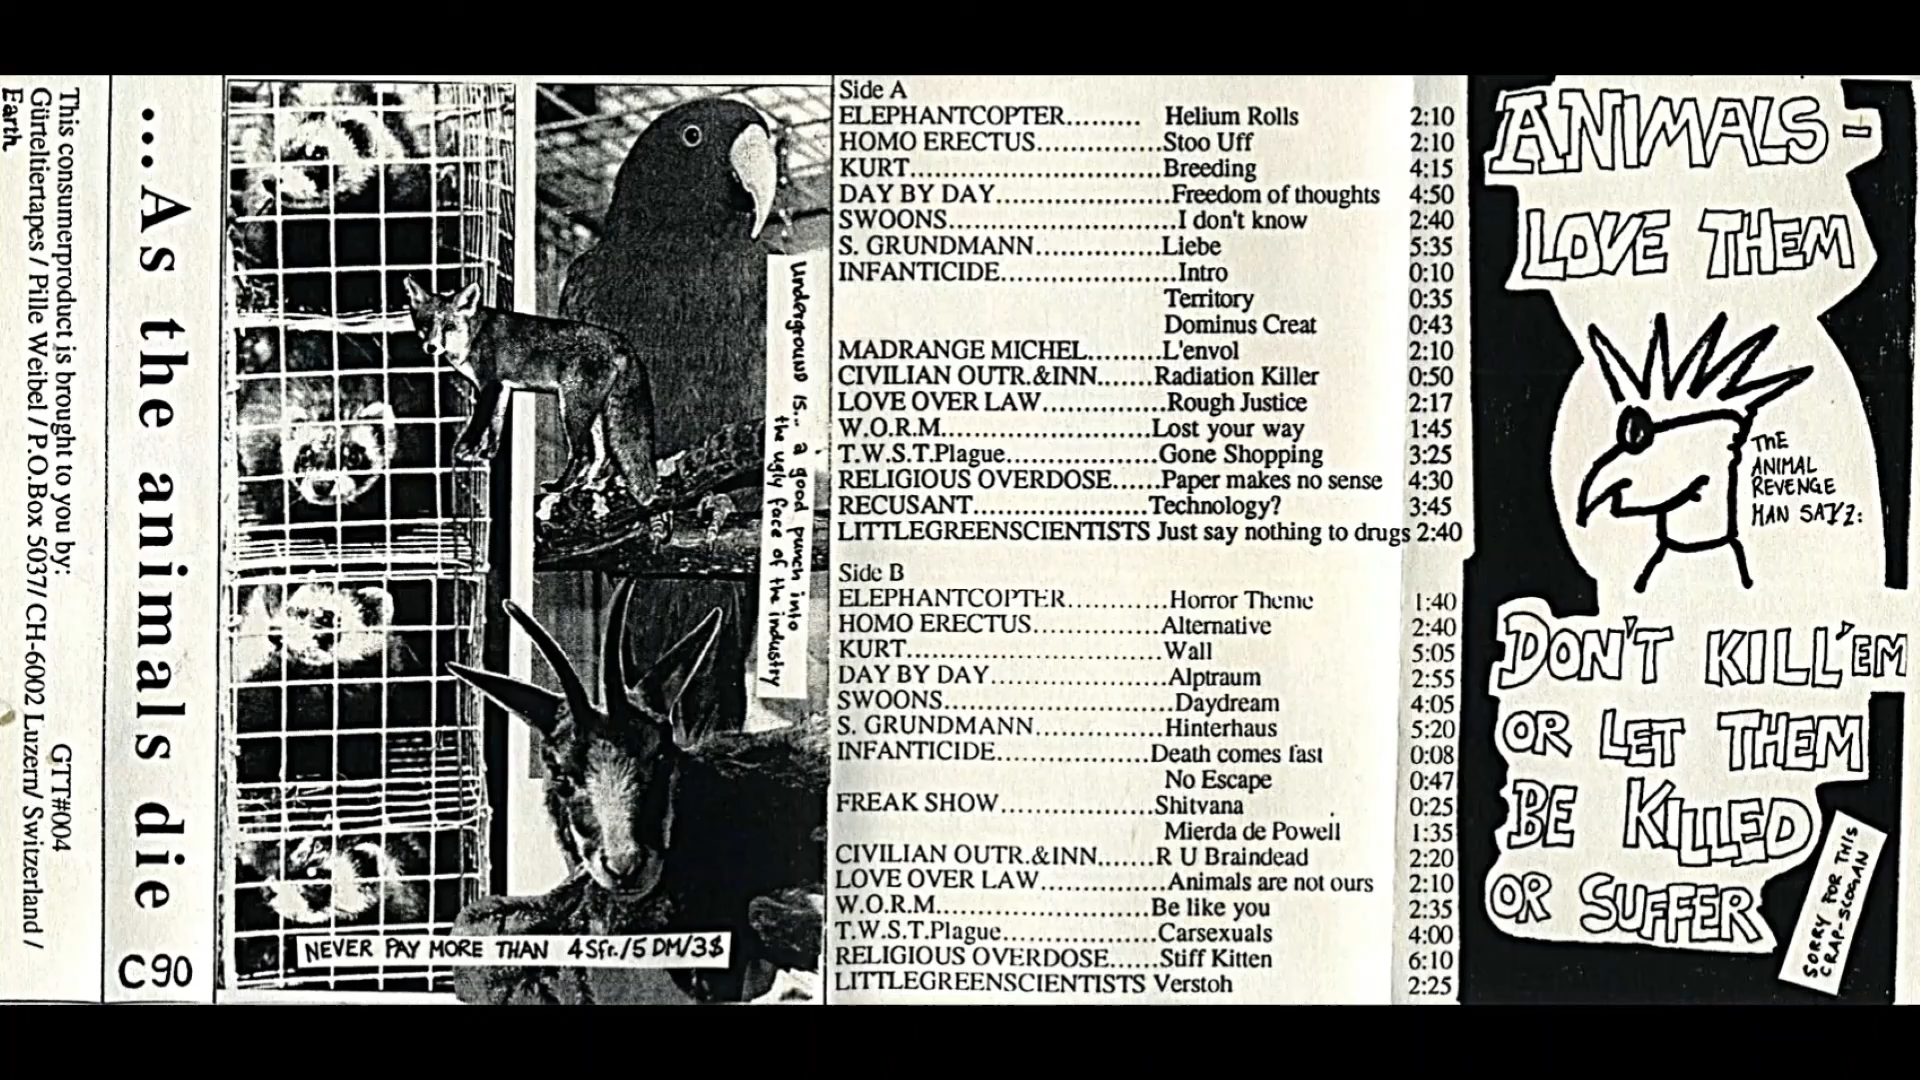 This consumerproduct is brought to you by:
GTT#004
Gürteltiertapes / Pille Weibel / P.O.Box 5037/ CH-6002 Luzern/ Switzerland /
Earth
...As the animals die
C90
Underground is... a good punch into
the ugly face of the industry
NEVER PAY MORE THAN 4 Sfr./5 DM/3$
Side A
ELEPHANTCOPTER......... Helium Rolls 2:10
HOMO ERECTUS..............Stoo Uff 2:10
KURT............................Breeding 4:15
DAY BY DAY...................Freedom of thoughts 4:50
SWOONS.........................I don't know 2:40
S. GRUNDMANN..............Liebe 5:35
INFANTICIDE....................Intro 0:10
Territory 0:35
Dominus Creat 0:43
MADRANGE MICHEL.........L'envol 2:10
CIVILIAN OUTR.&INN.......Radiation Killer 0:50
LOVE OVER LAW..............Rough Justice 2:17
W.O.R.M.......................Lost your way 1:45
T.W.S.T.Plague.................Gone Shopping 3:25
RELIGIOUS OVERDOSE......Paper makes no sense 4:30
RECUSANT...................Technology? 3:45
LITTLEGREENSCIENTISTS Just say nothing to drugs 2:40
Side B
ELEPHANTCOPTER...........Horror Theme 1:40
HOMO ERECTUS..............Alternative 2:40
KURT............................Wall 5:05
DAY BY DAY....................Alptraum 2:55
SWOONS.........................Daydream 4:05
S. GRUNDMANN..............Hinterhaus 5:20
INFANTICIDE.................Death comes fast 0:08
No Escape 0:47
FREAK SHOW.................Shitvana 0:25
Mierda de Powell 1:35
CIVILIAN OUTR.&INN.......R U Braindead 2:20
LOVE OVER LAW..............Animals are not ours 2:10
W.O.R.M.......................Be like you 2:35
T.W.S.T.Plague.................Carsexuals 4:00
RELIGIOUS OVERDOSE......Stiff Kitten 6:10
LITTLEGREENSCIENTISTS Verstoh 2:25
ANIMALS -
LOVE THEM
THE
ANIMAL
REVENGE
MAN SAYZ:
DON'T KILL'EM
OR LET THEM
BE KILLED
OR SUFFER
SORRY FOR THIS
CRAP-SLOGAN